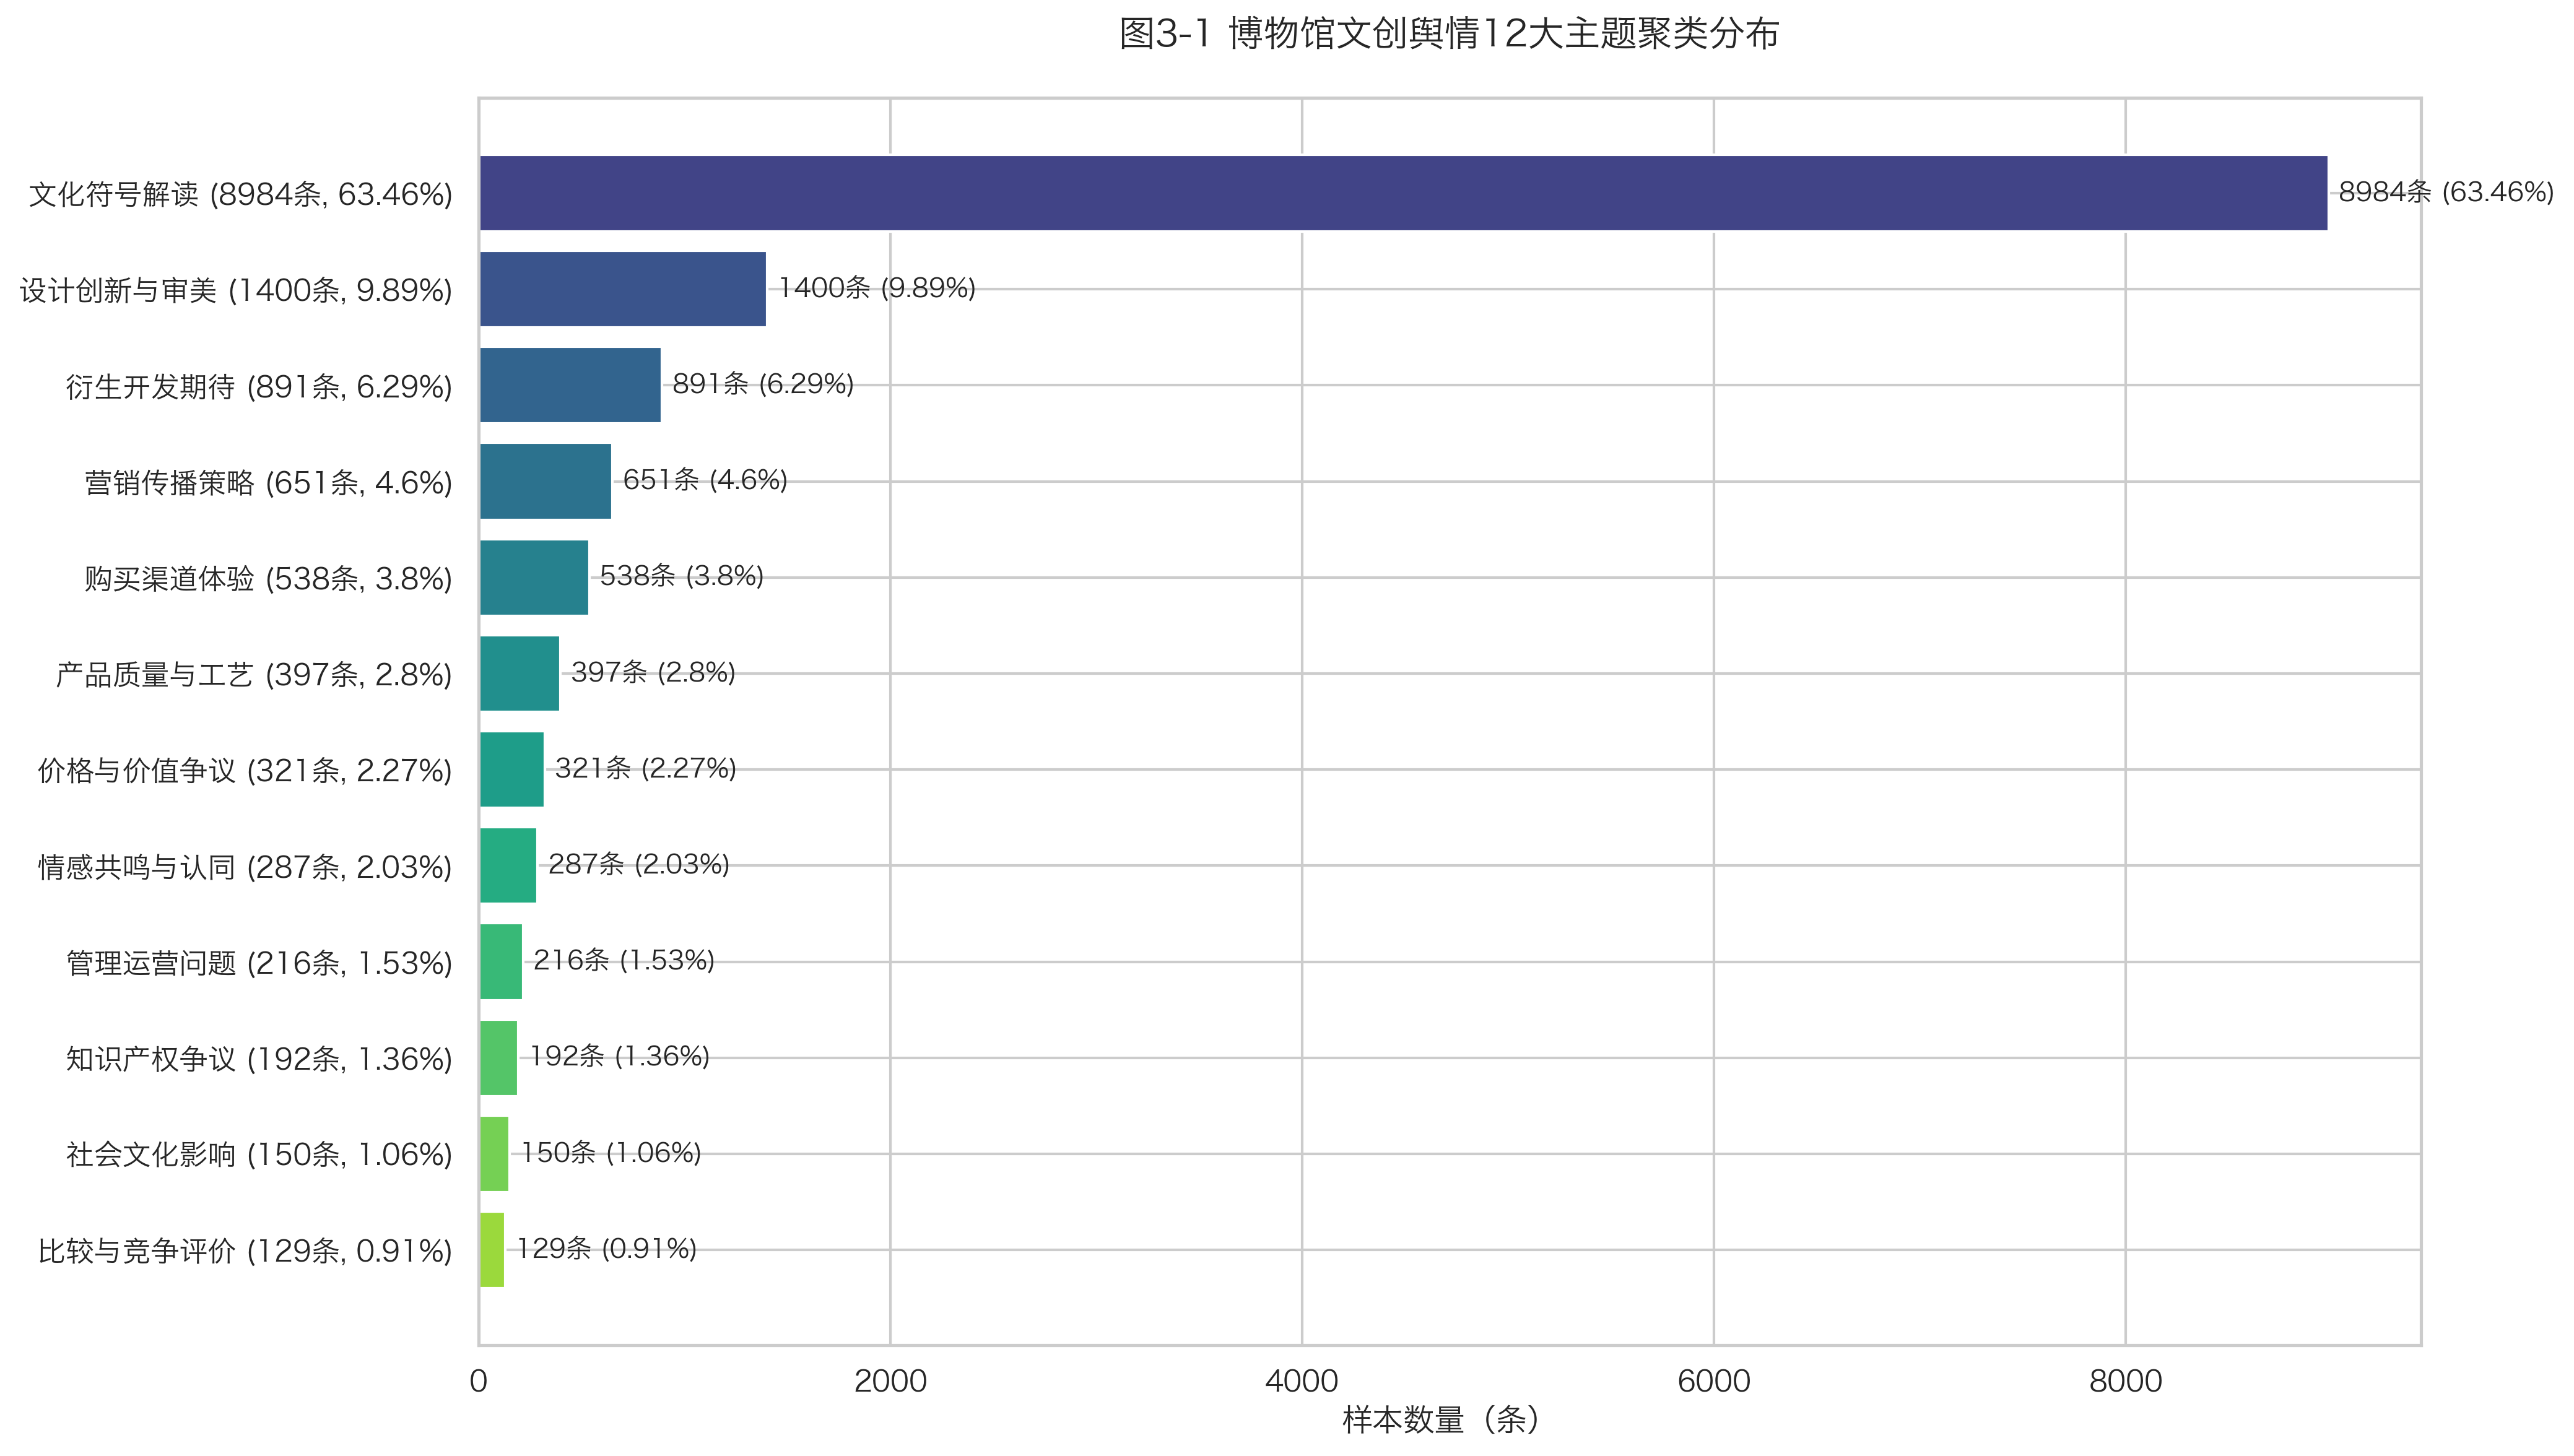 图3-1 博物馆文创舆情12大主题聚类分布
文化符号解读 (8984条, 63.46%)
8984条 (63.46%)
设计创新与审美 (1400条, 9.89%)
1400条 (9.89%)
衍生开发期待 (891条, 6.29%)
891条 (6.29%)
营销传播策略 (651条, 4.6%)
651条 (4.6%)
购买渠道体验 (538条, 3.8%)
538条 (3.8%)
产品质量与工艺 (397条, 2.8%)
397条 (2.8%)
价格与价值争议 (321条, 2.27%)
321条 (2.27%)
情感共鸣与认同 (287条, 2.03%)
287条 (2.03%)
管理运营问题 (216条, 1.53%)
216条 (1.53%)
知识产权争议 (192条, 1.36%)
192条 (1.36%)
社会文化影响 (150条, 1.06%)
150条 (1.06%)
比较与竞争评价 (129条, 0.91%)
129条 (0.91%)
0 2000 4000 6000 8000
样本数量（条）